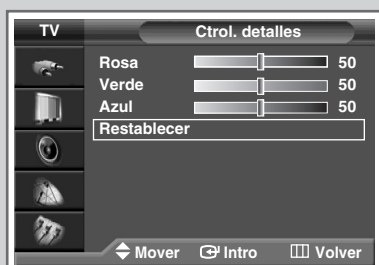 TV Ctrol. detalles
Rosa 50
Verde 50
Azul 50
Restablecer
Mover Intro Volver